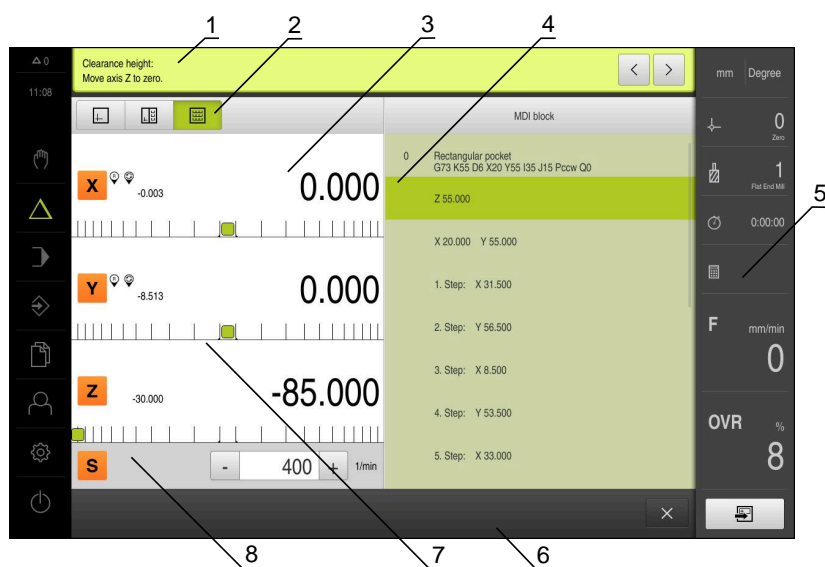 1
2
3
4
0
11:08
Clearance height:
Move axis Z to zero.
mm Degree
MDI block
0 Rectangular pocket
G73 K55 D6 X20 Y55 I35 J15 Pccw Q0
X -0.003 0.000
Z 55.000
X 20.000 Y 55.000
Y -8.513 0.000
1. Step: X 31.500
2. Step: Y 56.500
3. Step: X 8.500
Z -30.000 -85.000
4. Step: Y 53.500
5. Step: X 33.000
S - 400 + 1/min
0
Zero
1
Flat End Mill
5
0:00:00
F mm/min
0
OVR %
8
8
7
6